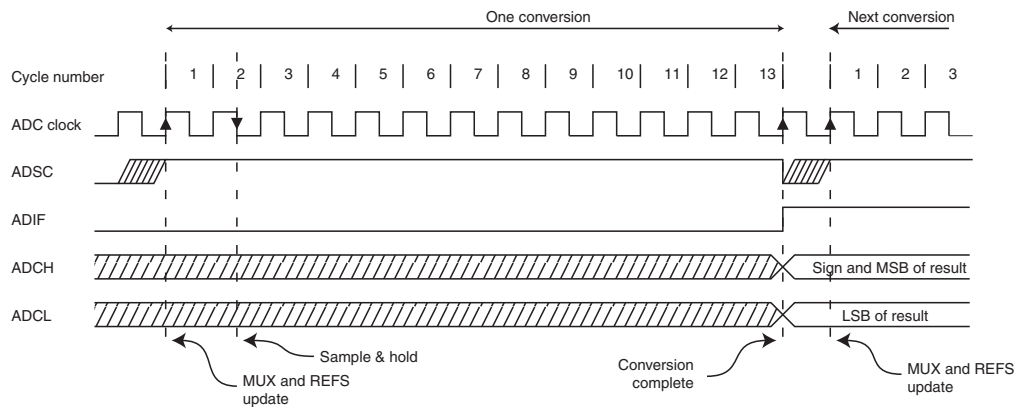 One conversion Next conversion
Cycle number 1 2 3 4 5 6 7 8 9 10 11 12 13 1 2 3
ADC clock
ADSC
ADIF
ADCH Sign and MSB of result
ADCL LSB of result
Sample & hold
MUX and REFS
update
Conversion
complete
MUX and REFS
update